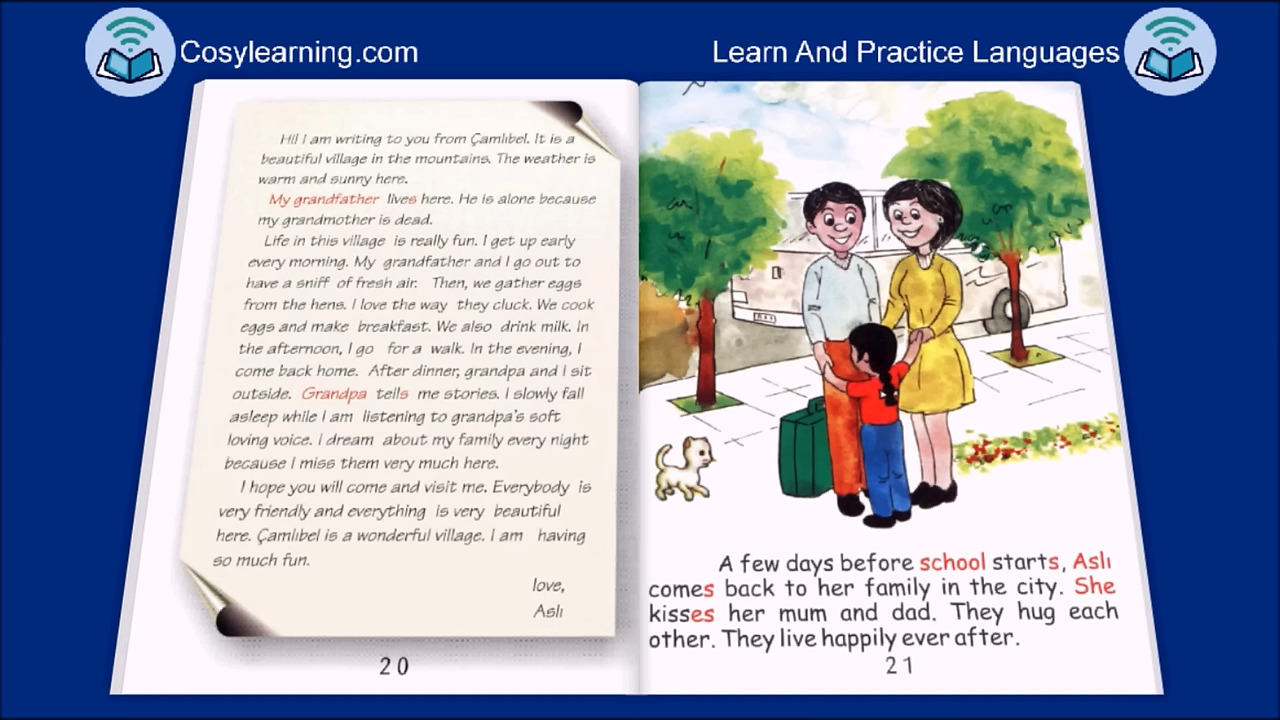 Cosylearning.com
Learn And Practice Languages
Hi! I am writing to you from Çamlıbel. It is a
beautiful village in the mountains. The weather is
warm and sunny here.
My grandfather lives here. He is alone because
my grandmother is dead.
Life in this village is really fun. I get up early
every morning. My grandfather and I go out to
have a sniff of fresh air. Then, we gather eggs
from the hens. I love the way they cluck. We cook
eggs and make breakfast. We also drink milk. In
the afternoon, I go for a walk. In the evening, I
come back home. After dinner, grandpa and I sit
outside. Grandpa tells me stories. I slowly fall
asleep while I am listening to grandpa's soft
loving voice. I dream about my family every night
because I miss them very much here.
I hope you will come and visit me. Everybody is
very friendly and everything is very beautiful
here. Çamlıbel is a wonderful village. I am having
so much fun.
love,
Aslı
20
A few days before school starts, Aslı
comes back to her family in the city. She
kisses her mum and dad. They hug each
other. They live happily ever after.
21